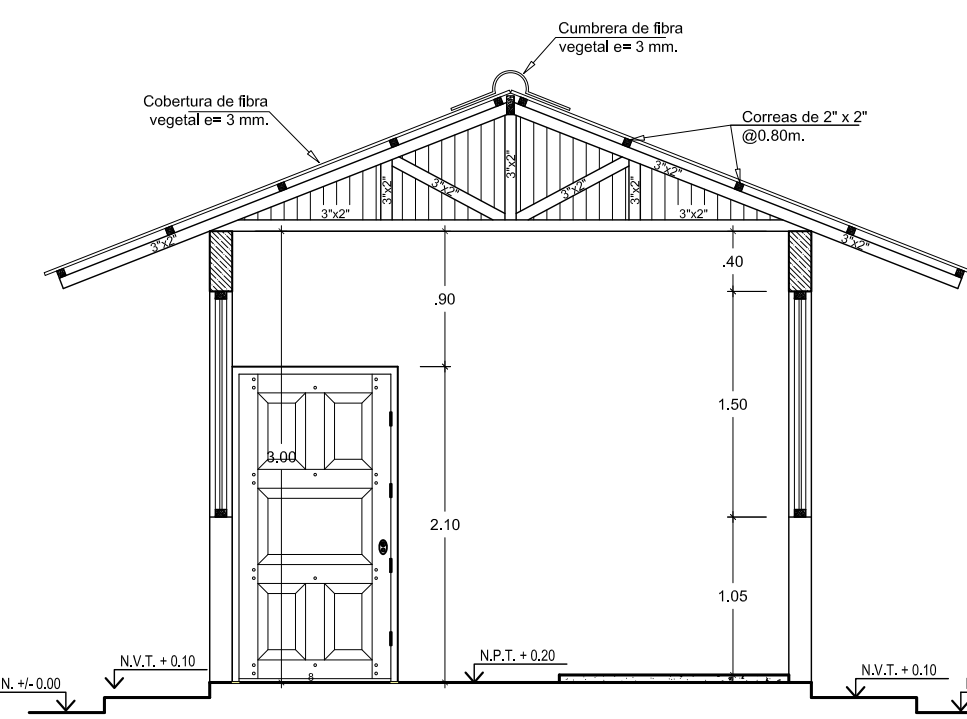 Cumbrera de fibra
vegetal e= 3 mm.
Cobertura de fibra
vegetal e= 3 mm.
Correas de 2" x 2"
@0.80m.
3"x2"
3"x2"
3"x2"
3"x2"
3"x2"
3"x2"
3"x2"
3"x2"
3"x2"
3"x2"
3"x2"
.40
.90
1.50
3.00
2.10
1.05
N.V.T. + 0.10
N.P.T. + 0.20
N.V.T. + 0.10
N. +/- 0.00
8